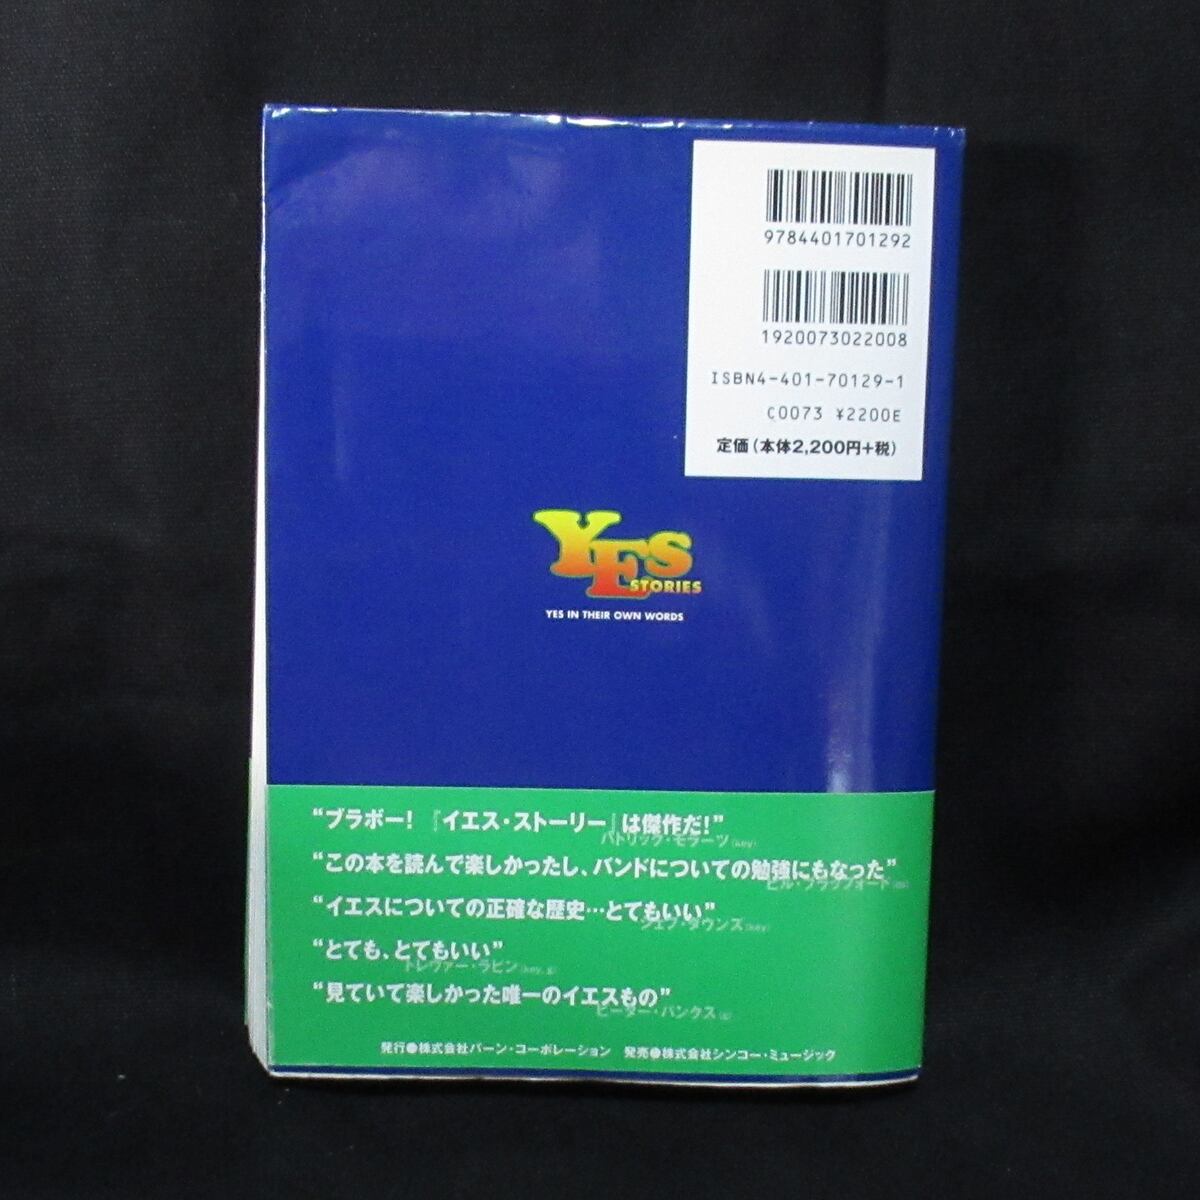 9784401701292
1920073022008
ISBN4-401-70129-1
C0073 ¥2200E
定価（本体2,200円+税）
YES
STORIES
YES IN THEIR OWN WORDS
“ブラボー！『イエス・ストーリー』は傑作だ！”
パトリック・モラーツ(key)
“この本を読んで楽しかったし、バンドについての勉強にもなった”
ビル・ブラッフォード
“イエスについての正確な歴史…とてもいい”
ジェフ・ダウンズ(key)
“とても、とてもいい”
トレヴァー・ラビン(key, g)
“見ていて楽しかった唯一のイエスもの”
ピーター・バンクス(g)
発行●株式会社バーン・コーポレーション 発売●株式会社シンコー・ミュージック